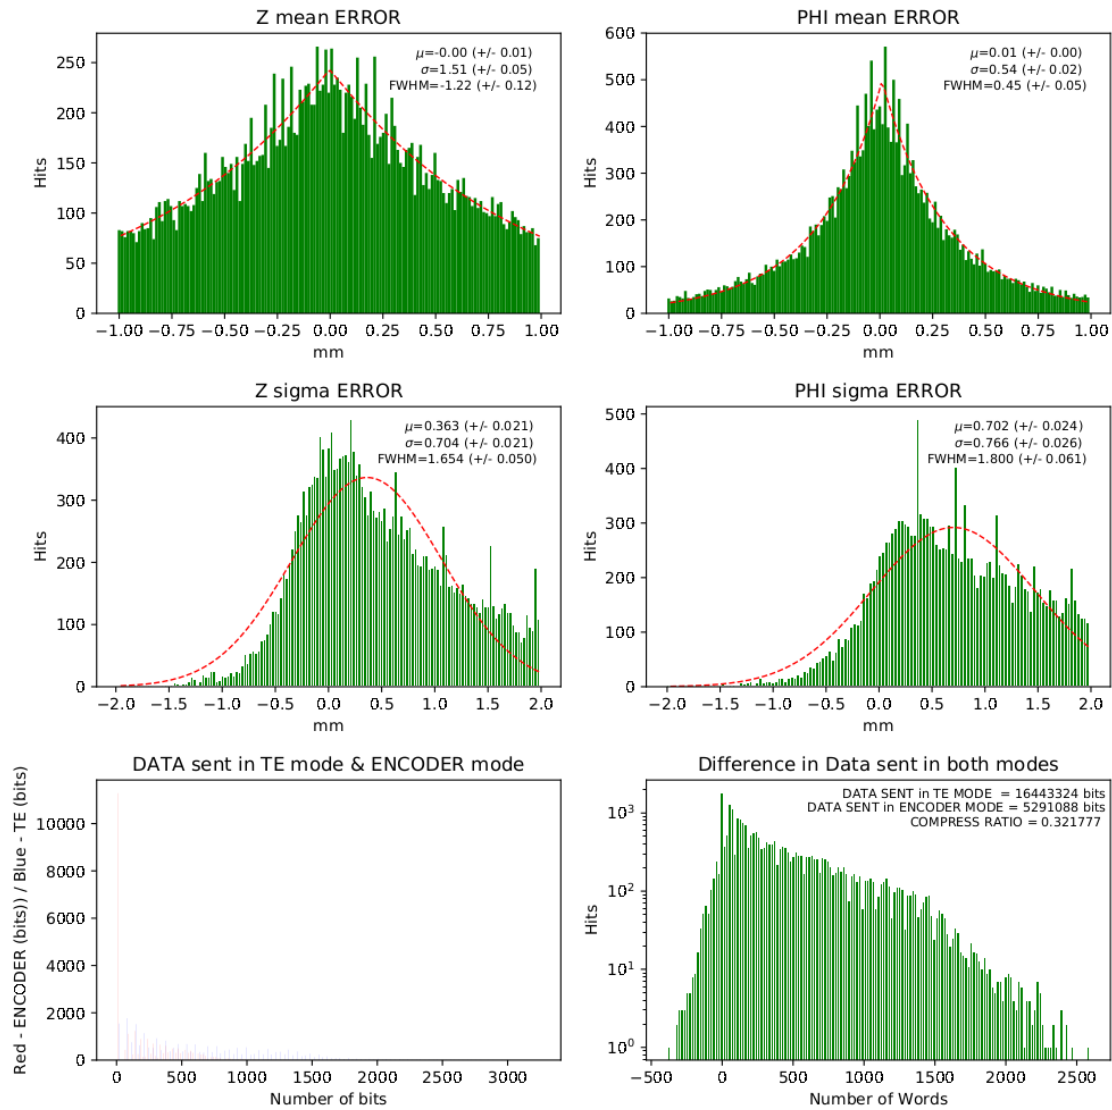 Z mean ERROR
μ=-0.00 (+/- 0.01)
σ=1.51 (+/- 0.05)
FWHM=-1.22 (+/- 0.12)
Hits
250
200
150
100
50
0
−1.00 −0.75 −0.50 −0.25 0.00 0.25 0.50 0.75 1.00
mm
PHI mean ERROR
μ=0.01 (+/- 0.00)
σ=0.54 (+/- 0.02)
FWHM=0.45 (+/- 0.05)
Hits
600
500
400
300
200
100
0
−1.00 −0.75 −0.50 −0.25 0.00 0.25 0.50 0.75 1.00
mm
Z sigma ERROR
μ=0.363 (+/- 0.021)
σ=0.704 (+/- 0.021)
FWHM=1.654 (+/- 0.050)
Hits
400
300
200
100
0
−2.0 −1.5 −1.0 −0.5 0.0 0.5 1.0 1.5 2.0
mm
PHI sigma ERROR
μ=0.702 (+/- 0.024)
σ=0.766 (+/- 0.026)
FWHM=1.800 (+/- 0.061)
Hits
500
400
300
200
100
0
−2.0 −1.5 −1.0 −0.5 0.0 0.5 1.0 1.5 2.0
mm
DATA sent in TE mode & ENCODER mode
Red - ENCODER (bits)) / Blue - TE (bits)
10000
8000
6000
4000
2000
0
0 500 1000 1500 2000 2500 3000
Number of bits
Difference in Data sent in both modes
DATA SENT in TE MODE = 16443324 bits
DATA SENT in ENCODER MODE = 5291088 bits
COMPRESS RATIO = 0.321777
Hits
10³
10²
10¹
10⁰
−500 0 500 1000 1500 2000 2500
Number of Words